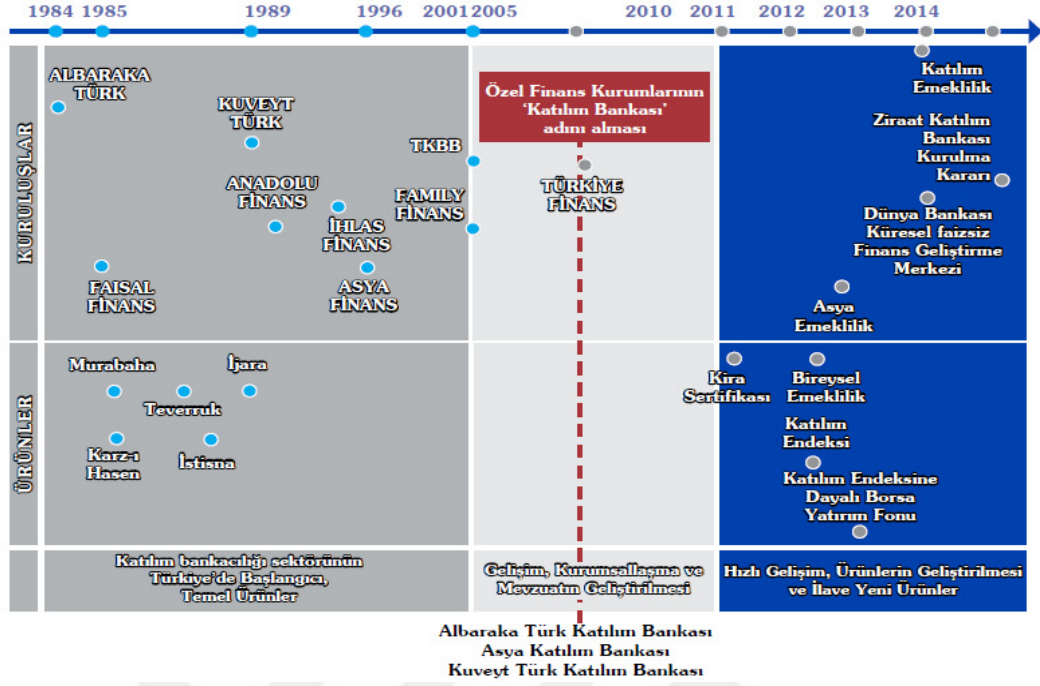 1984 1985 1989 1996 2001 2005 2010 2011 2012 2013 2014
KURULUŞLAR
ALBARAKA
TÜRK
KUVEYT
TÜRK
ANADOLU
FİNANS
İHLAS
FİNANS
FAISAL
FİNANS
ASYA
FİNANS
TKBB
FAMILY
FİNANS
Özel Finans Kurumlarının
‘Katılım Bankası’
adını alması
TÜRKİYE
FİNANS
Katılım
Emeklilik
Ziraat Katılım
Bankası
Kurulma
Kararı
Dünya Bankası
Küresel faizsiz
Finans Geliştirme
Merkezi
Asya
Emeklilik
ÜRÜNLER
Murabaha
İjara
Teverruk
Karz-ı
Hasen
İstisna
Kira
Sertifikası
Bireysel
Emeklilik
Katılım
Endeksi
Katılım Endeksine
Dayalı Borsa
Yatırım Fonu
Katılım bankacılığı sektörünün
Türkiye’de Başlangıcı,
Temel Ürünler
Gelişim, Kurumsallaşma ve
Mevzuatın Geliştirilmesi
Hızlı Gelişim, Ürünlerin Geliştirilmesi
ve İlave Yeni Ürünler
Albaraka Türk Katılım Bankası
Asya Katılım Bankası
Kuveyt Türk Katılım Bankası